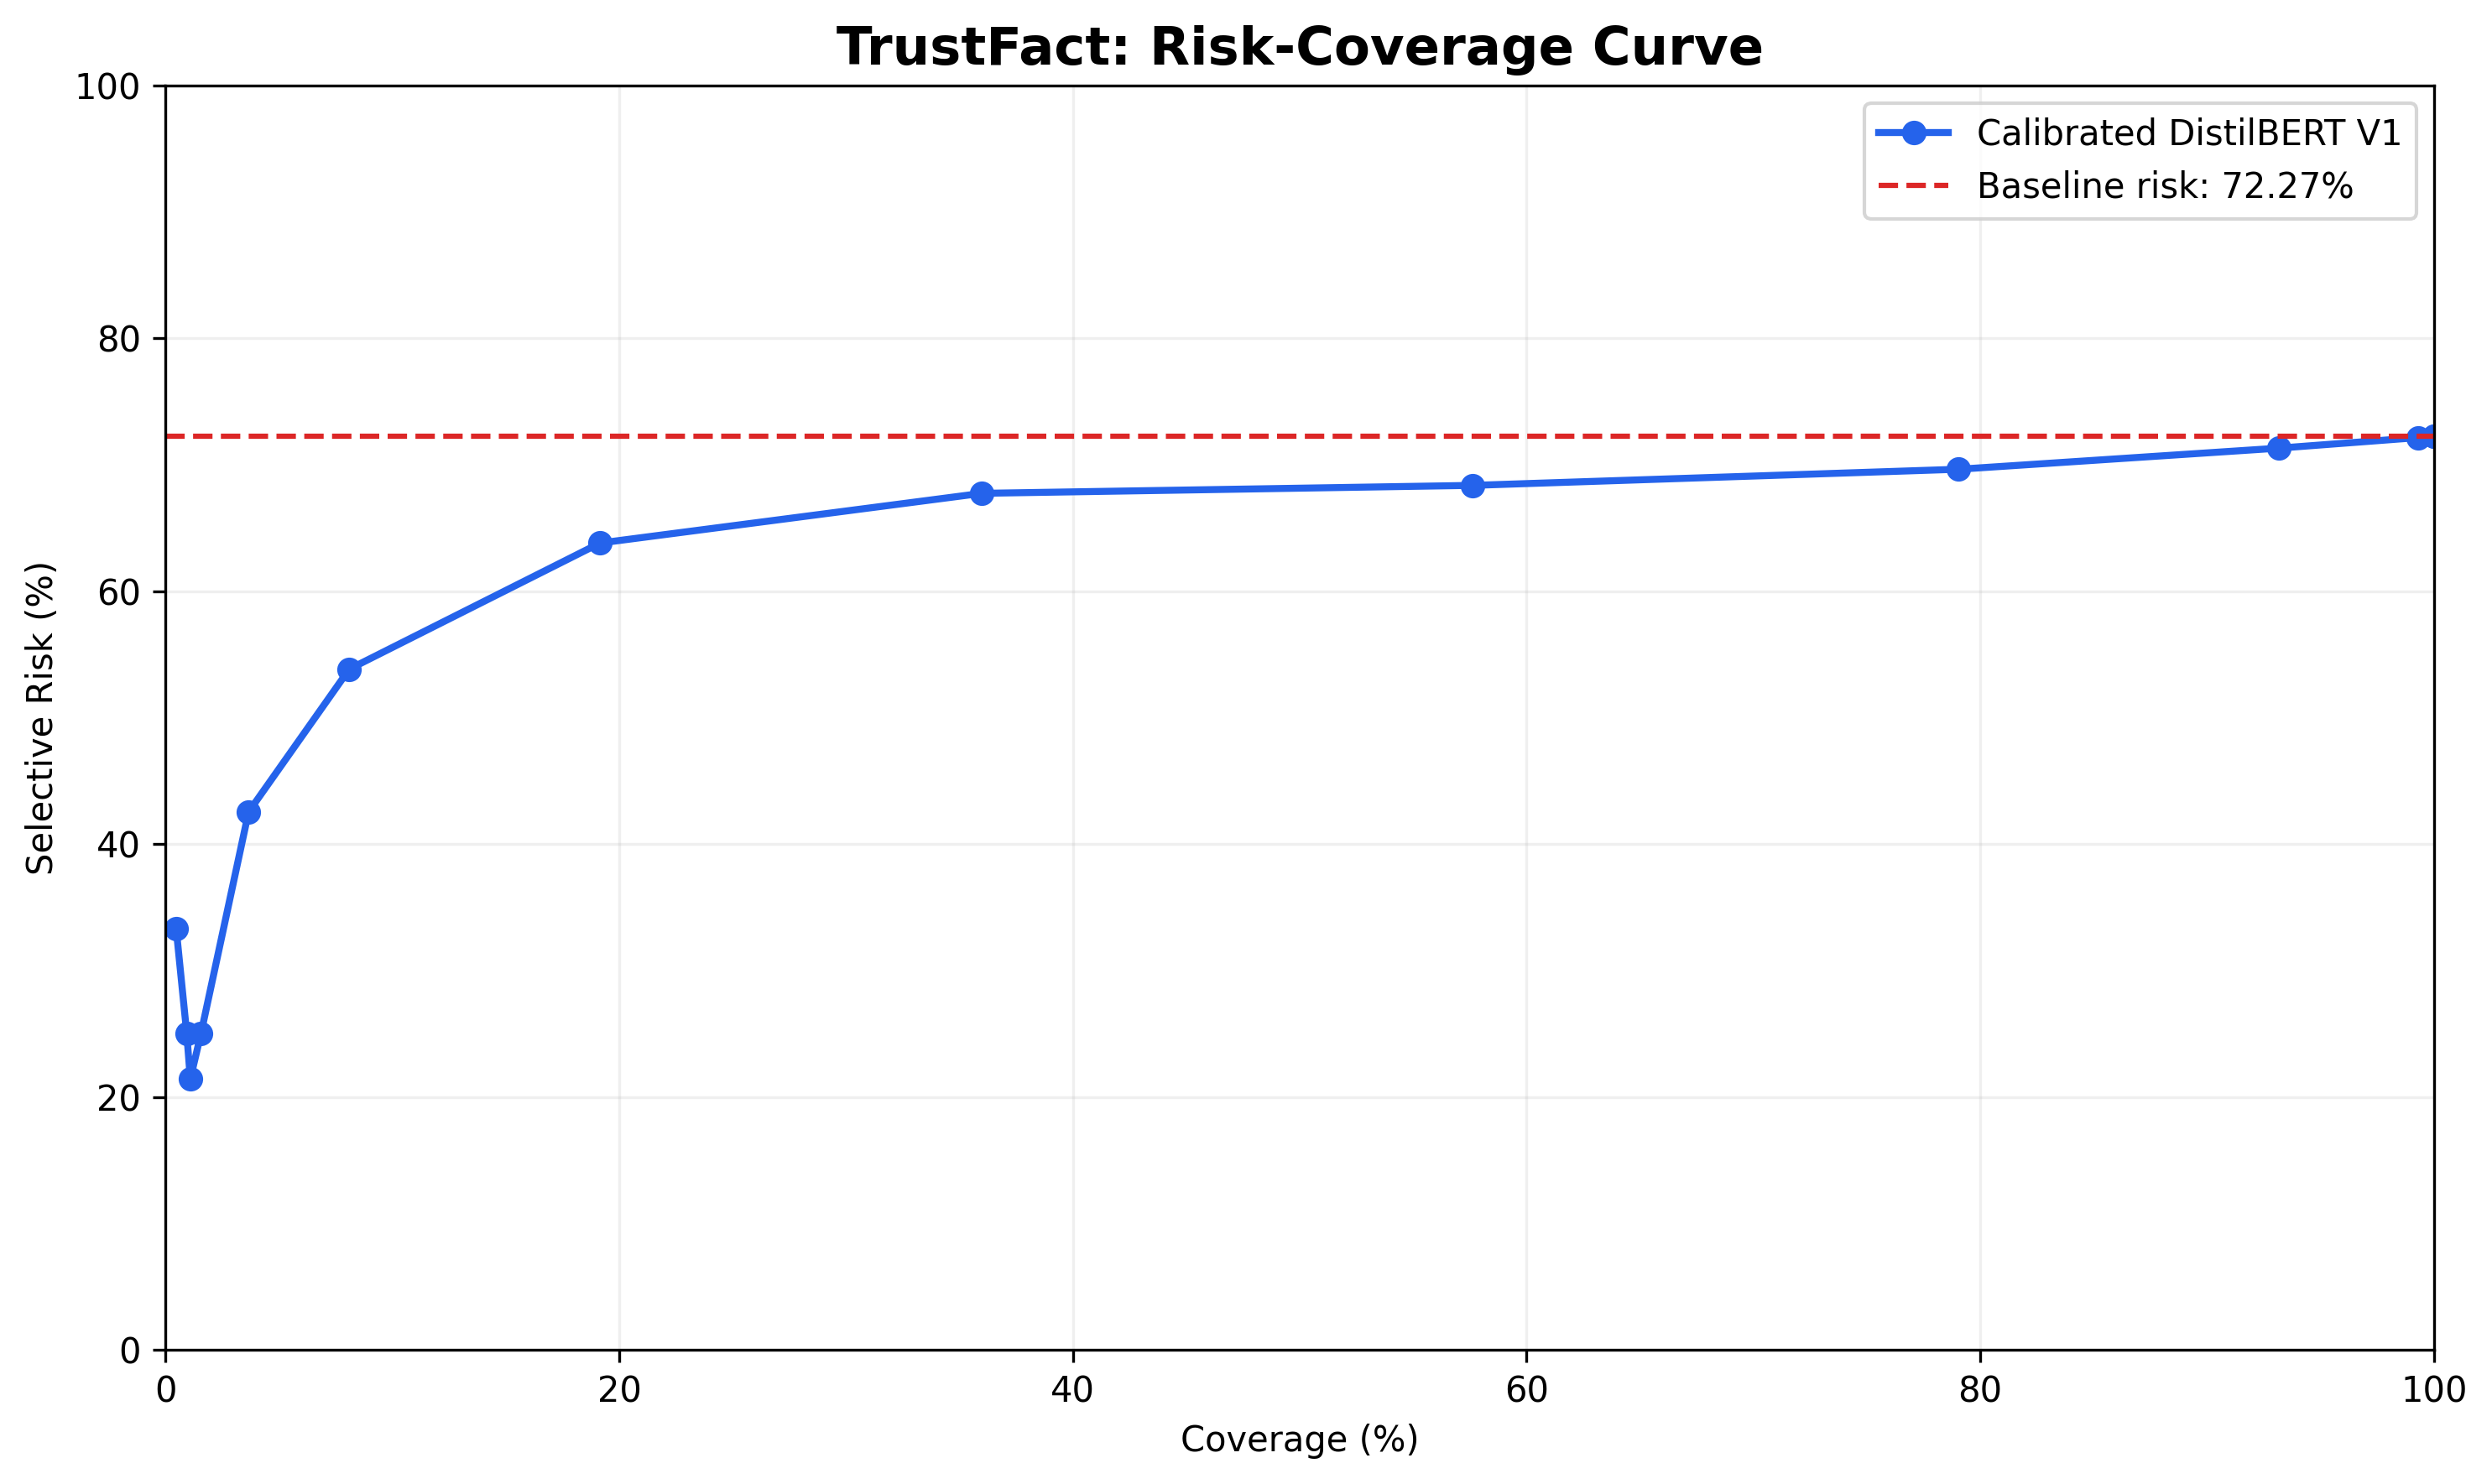 TrustFact: Risk-Coverage Curve
Calibrated DistilBERT V1
Baseline risk: 72.27%
Selective Risk (%)
100
80
60
40
20
0
0 20 40 60 80 100
Coverage (%)